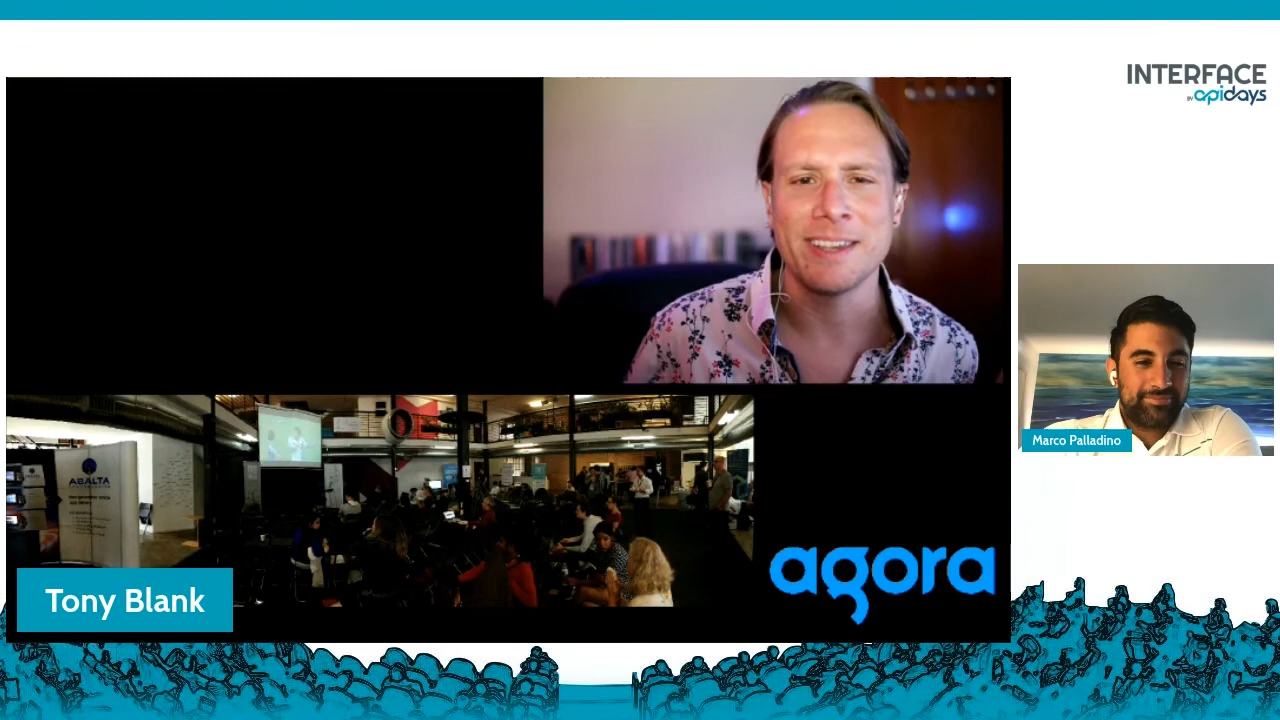 INTERFACE
BY apidays
ABALTA
Marco Palladino
agora
Tony Blank